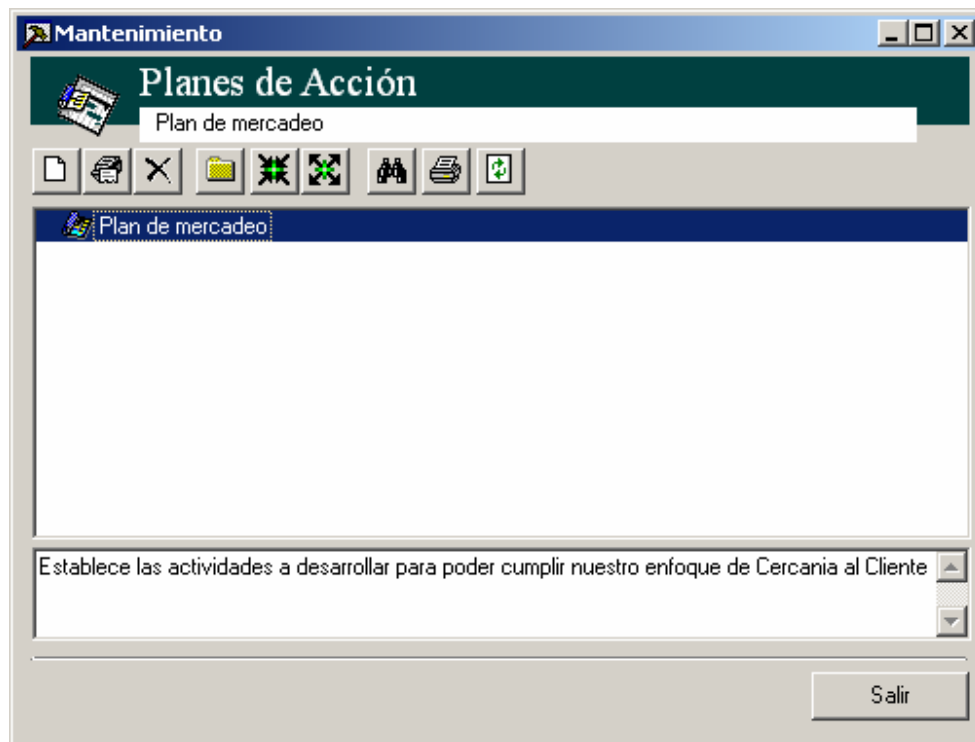 Mantenimiento
Planes de Acción
Plan de mercadeo
Plan de mercadeo
Establece las actividades a desarrollar para poder cumplir nuestro enfoque de Cercania al Cliente
Salir